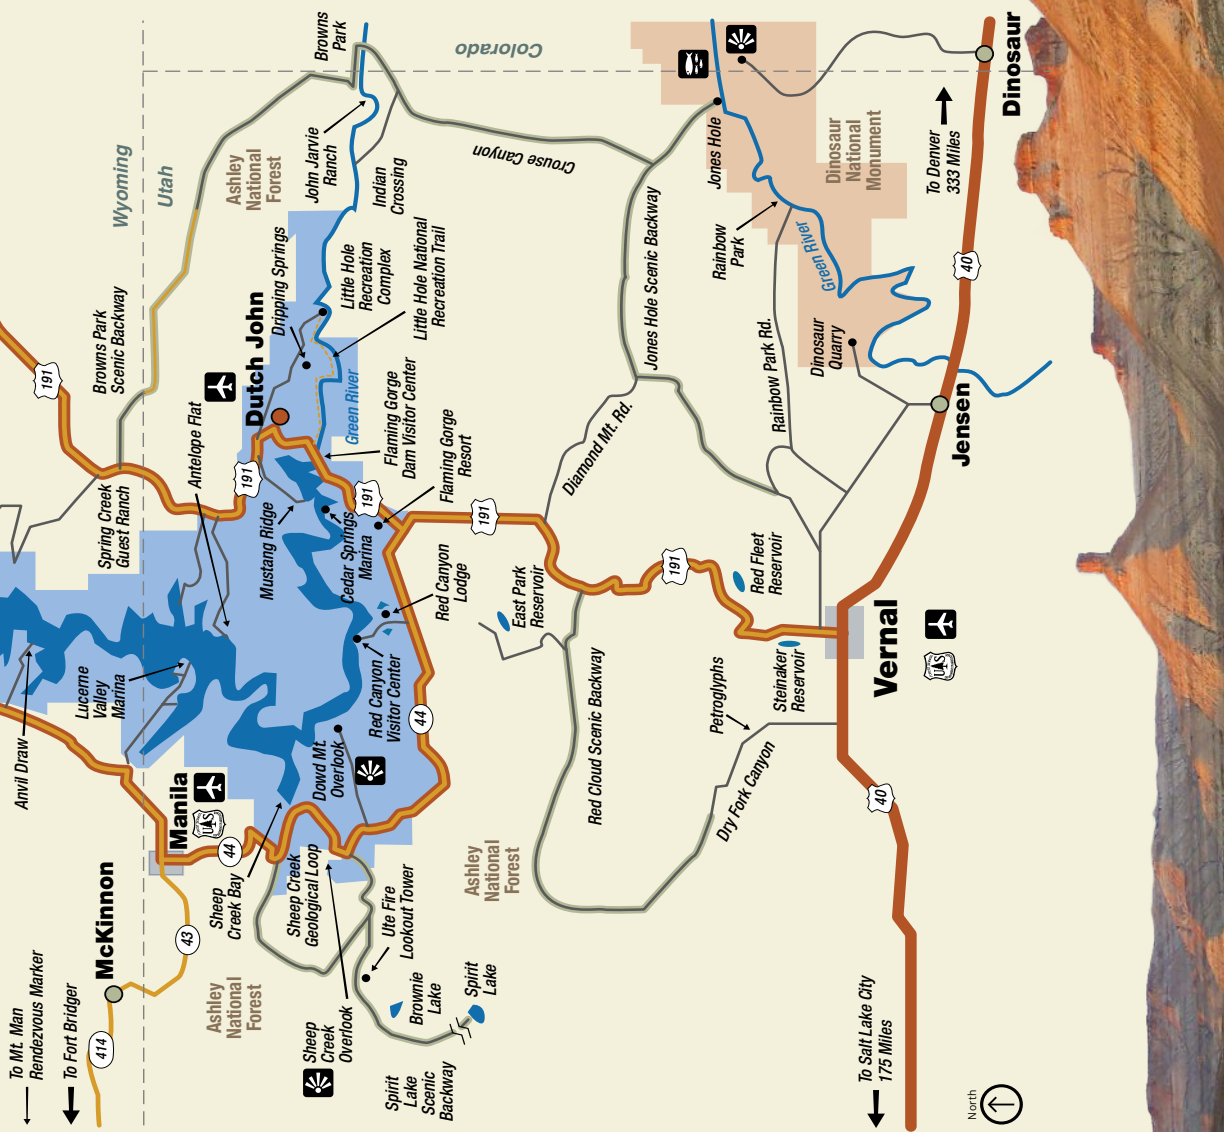 To Mt. Man
Rendezvous Marker
To Fort Bridger
414
McKinnon
43
Anvil Draw
Lucerne
Valley
Marina
Manila
44
Sheep
Creek Bay
Sheep Creek
Geological Loop
Ashley
National
Forest
Sheep
Creek
Overlook
Ute Fire
Lookout Tower
Brownie
Lake
Spirit
Lake
Spirit
Lake
Scenic
Backway
Dowd Mt.
Overlook
Red Canyon
Visitor Center
44
Red Canyon
Lodge
191
Spring Creek
Guest Ranch
Browns Park
Scenic Backway
Antelope Flat
Wyoming
Utah
Ashley
National
Forest
Dutch John
191
Dripping Springs
Mustang Ridge
Cedar Springs
Marina
191
Green River
Little Hole
Recreation
Complex
Little Hole National
Recreation Trail
Flaming Gorge
Dam Visitor Center
Flaming Gorge
Resort
John Jarvie
Ranch
Browns
Park
Indian
Crossing
Colorado
Crouse Canyon
191
East Park
Reservoir
Ashley
National
Forest
Red Cloud Scenic Backway
Diamond Mt. Rd.
Jones Hole Scenic Backway
Jones Hole
Rainbow
Park
Green River
Dinosaur
National
Monument
Rainbow Park Rd.
Dinosaur
Quarry
191
Red Fleet
Reservoir
Steinaker
Reservoir
Petroglyphs
Dry Fork Canyon
Vernal
US
US
40
40
Jensen
Dinosaur
To Denver
333 Miles
To Salt Lake City
175 Miles
North